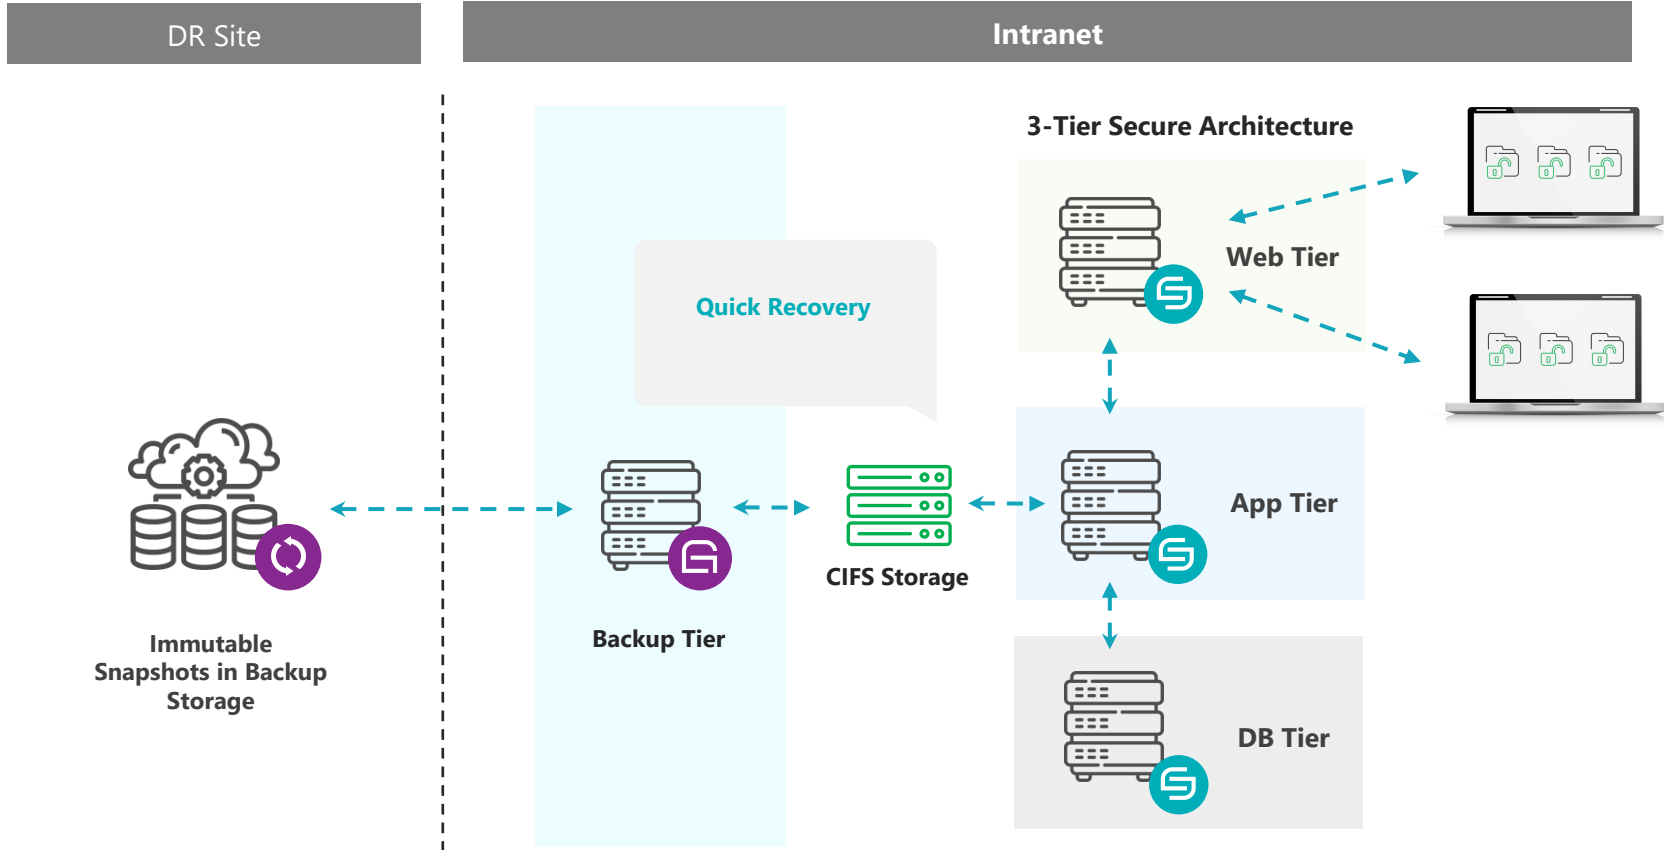 DR Site
Intranet
3-Tier Secure Architecture
Web Tier
Quick Recovery
App Tier
CIFS Storage
Backup Tier
Immutable
Snapshots in Backup
Storage
DB Tier